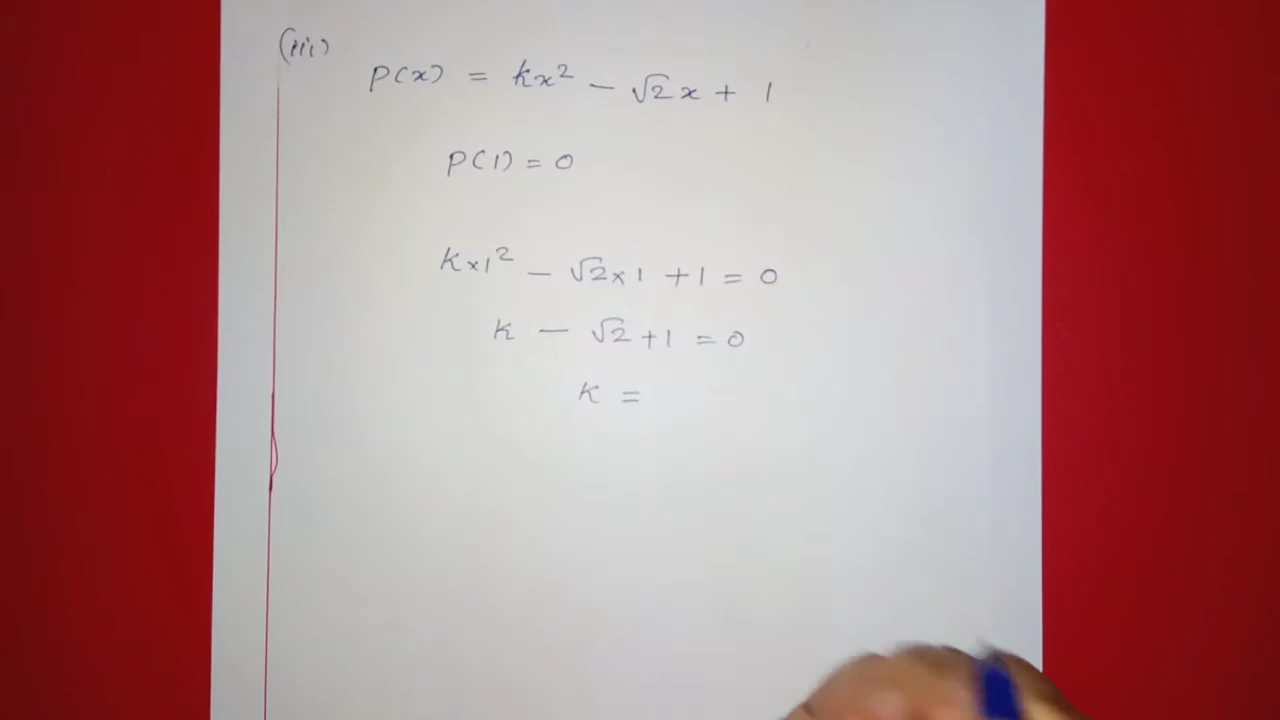 (iii)
P(x) = kx² - √2x + 1
P(1) = 0
k×1² - √2×1 + 1 = 0
k - √2 + 1 = 0
k =